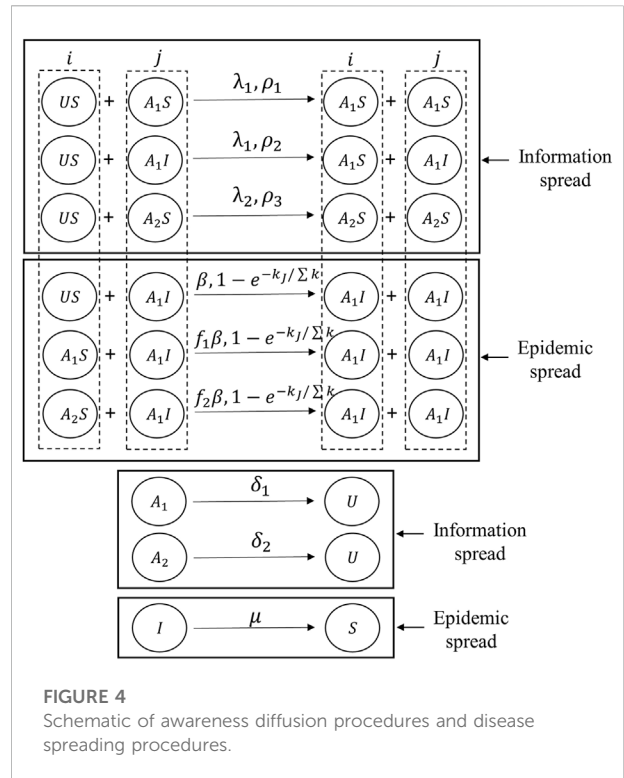 i j i j
US + A₁S λ₁, ρ₁ A₁S + A₁S
US + A₁I λ₁, ρ₂ A₁S + A₁I
US + A₂S λ₂, ρ₃ A₂S + A₂S
Information
spread
US + A₁I β, 1 − e^{−k_J/Σk} A₁I + A₁I
A₁S + A₁I f₁β, 1 − e^{−k_J/Σk} A₁I + A₁I
A₂S + A₁I f₂β, 1 − e^{−k_J/Σk} A₁I + A₁I
Epidemic
spread
A₁ δ₁ U
A₂ δ₂ U
Information
spread
I μ S
Epidemic
spread
FIGURE 4
Schematic of awareness diffusion procedures and disease
spreading procedures.